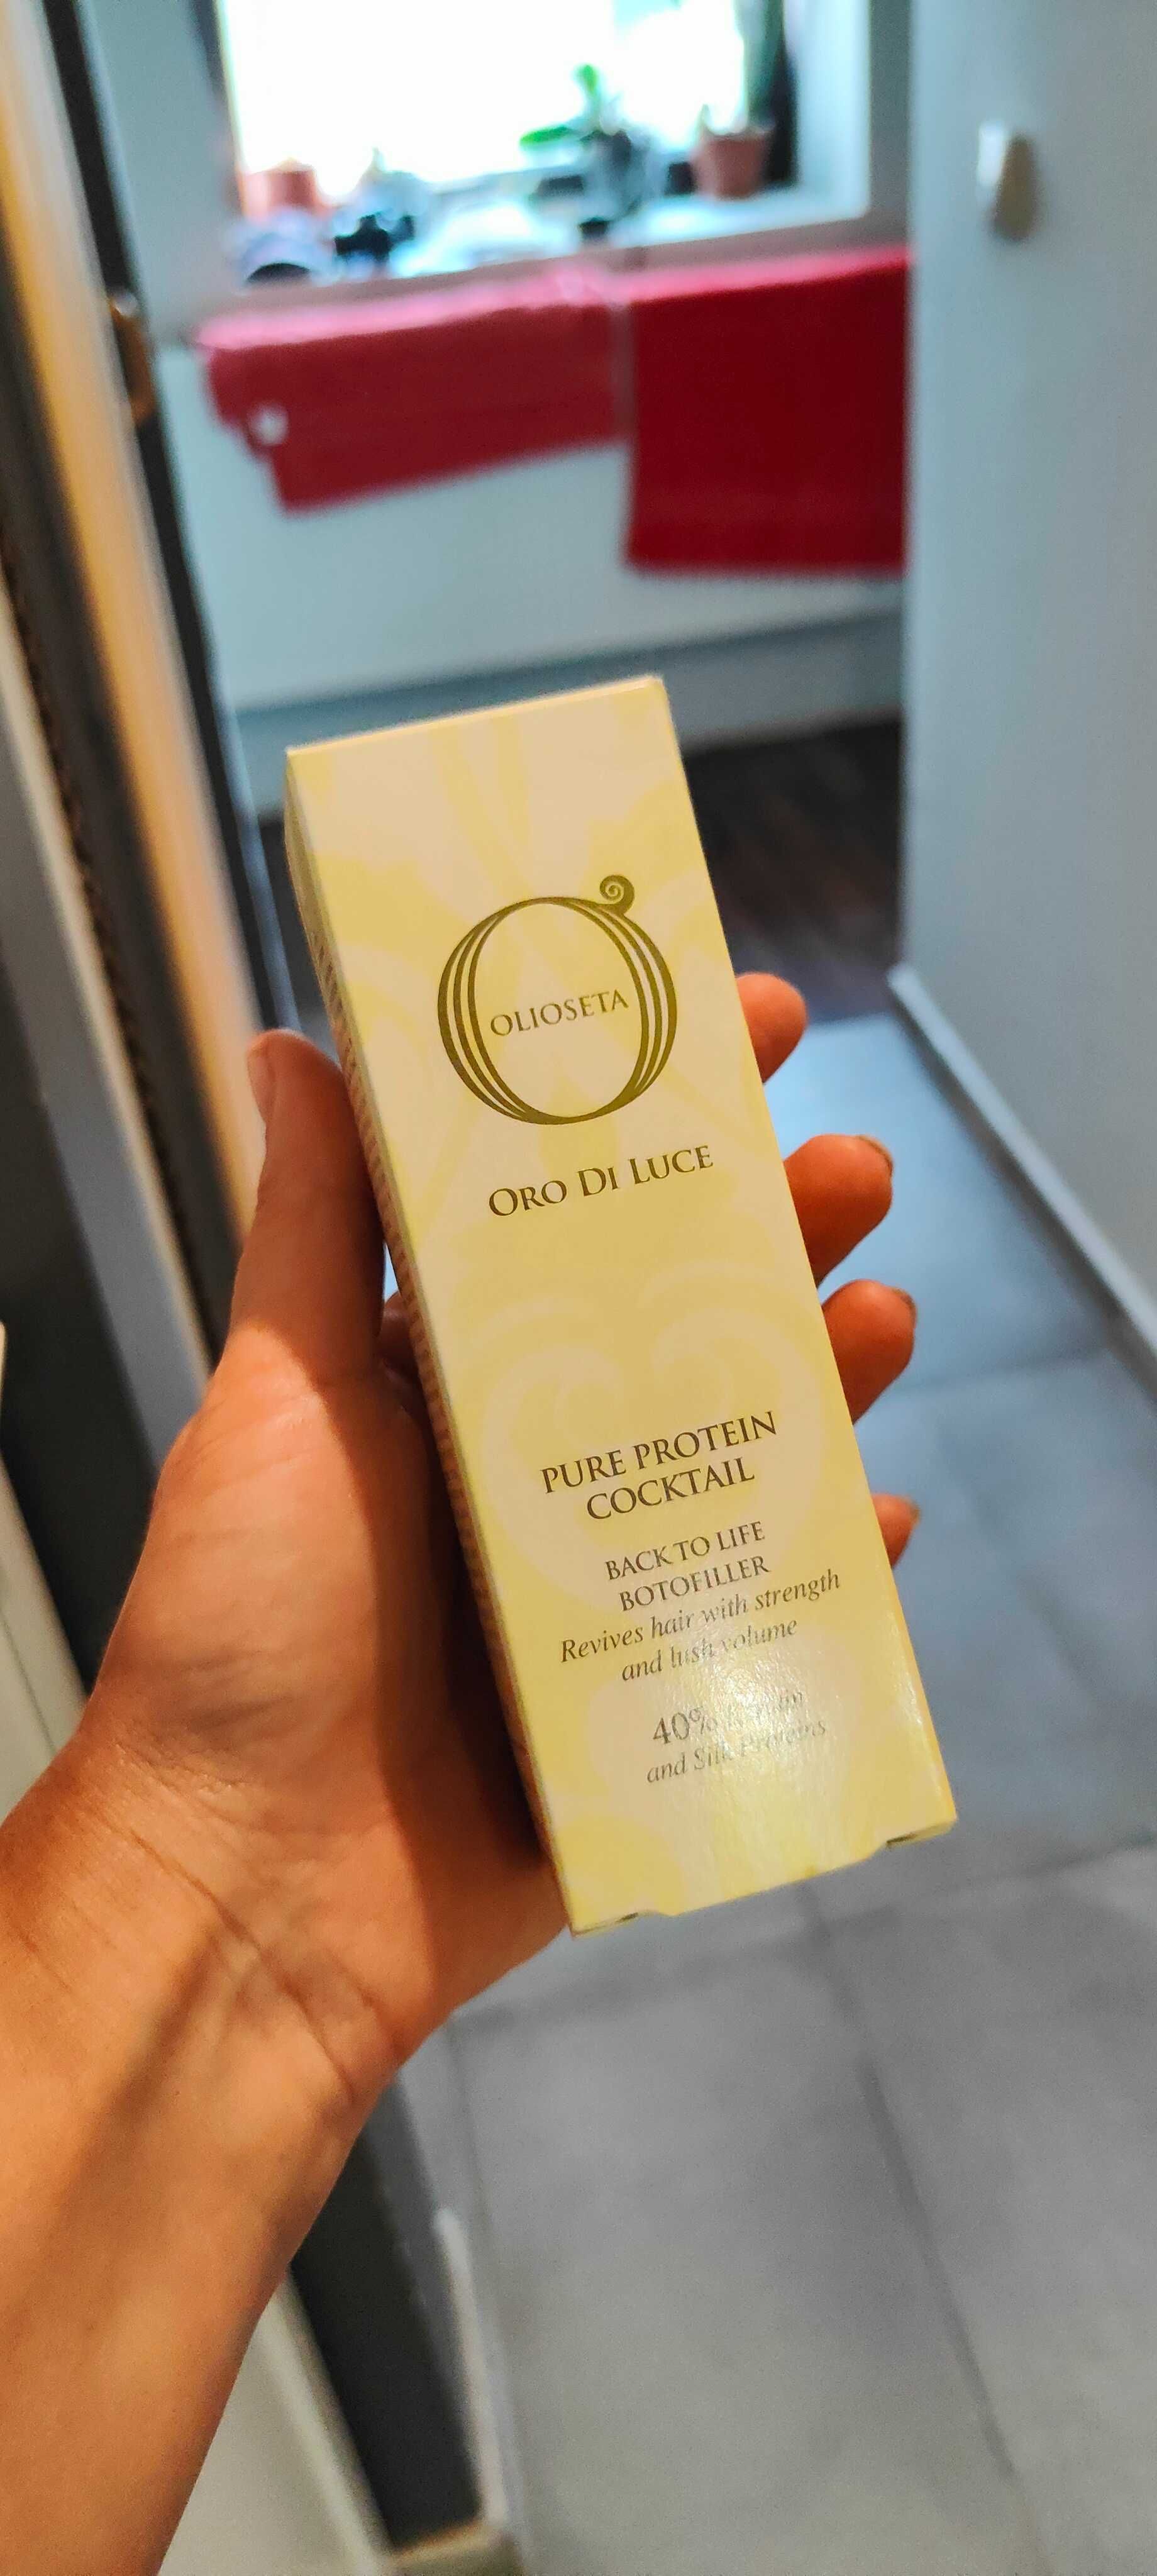 OLIOSETA
ORO DI LUCE
PURE PROTEIN
COCKTAIL
BACK TO LIFE
BOTOFILLER
Revives hair with strength
and lush volume
40%
and Silk Proteins